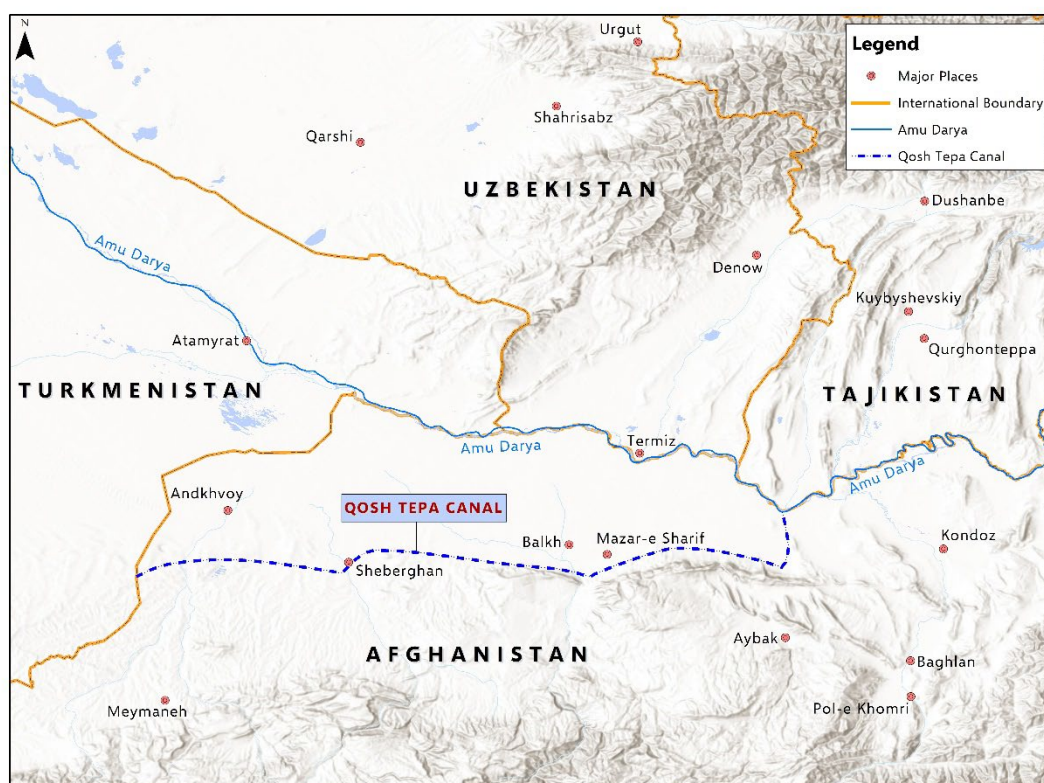 N
Urgut
Legend
Major Places
International Boundary
Amu Darya
Qosh Tepa Canal
Shahrisabz
Qarshi
UZBEKISTAN
Dushanbe
Amu Darya
Denow
Kuybyshevskiy
Atamyrat
Qurghonteppa
TURKMENISTAN
TAJIKISTAN
Termiz
Amu Darya
Amu Darya
Andkhvoy
QOSH TEPA CANAL
Balkh
Mazar-e Sharif
Kondoz
Sheberghan
Aybak
AFGHANISTAN
Baghlan
Meymaneh
Pol-e Khomri